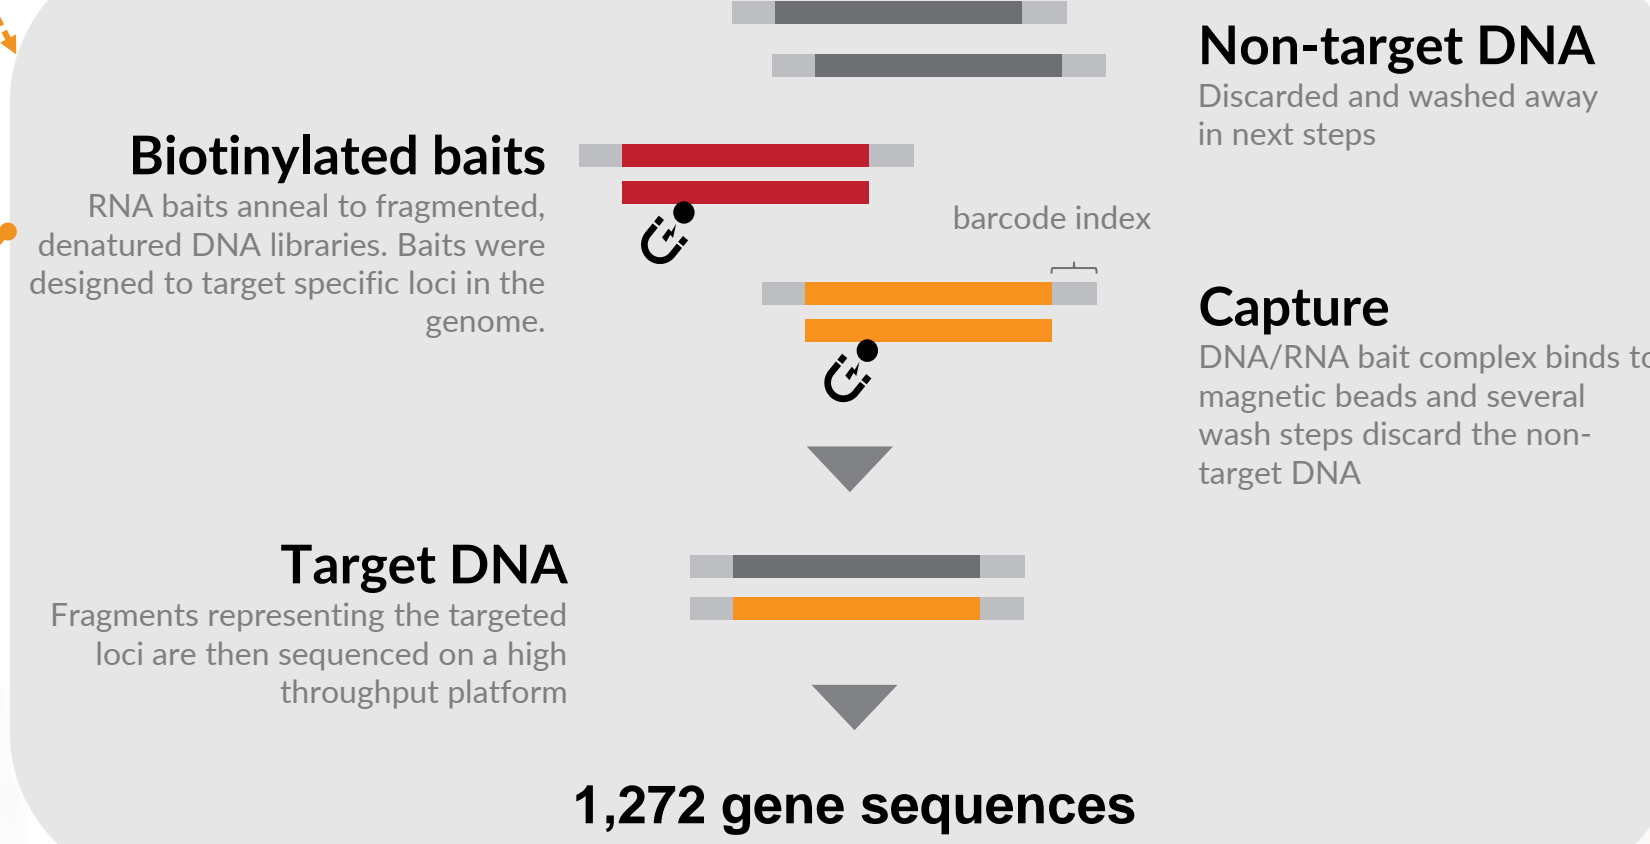 Non-target DNA
Discarded and washed away
in next steps
Biotinylated baits
RNA baits anneal to fragmented,
denatured DNA libraries. Baits were
designed to target specific loci in the
genome.
barcode index
Capture
DNA/RNA bait complex binds to
magnetic beads and several
wash steps discard the non-
target DNA
Target DNA
Fragments representing the targeted
loci are then sequenced on a high
throughput platform
1,272 gene sequences